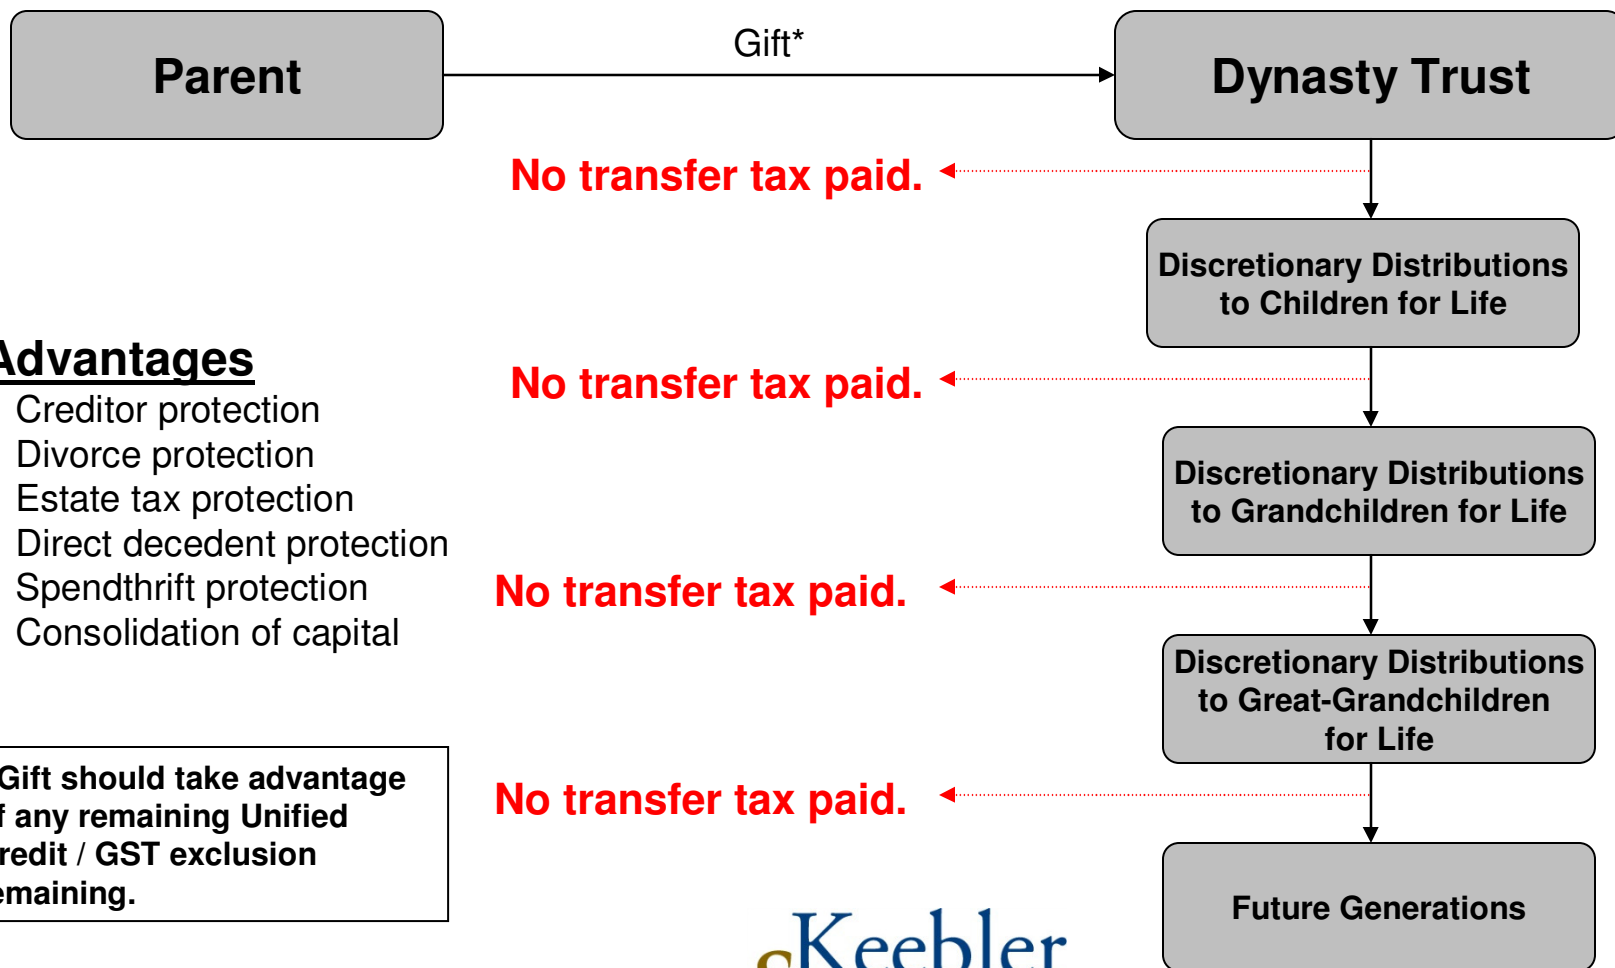 Parent
Gift*
Dynasty Trust
No transfer tax paid.
Discretionary Distributions
to Children for Life
No transfer tax paid.
Advantages
Creditor protection
Divorce protection
Estate tax protection
Direct decedent protection
Spendthrift protection
Consolidation of capital
Discretionary Distributions
to Grandchildren for Life
No transfer tax paid.
Discretionary Distributions
to Great-Grandchildren
for Life
Gift should take advantage
f any remaining Unified
redit / GST exclusion
emaining.
No transfer tax paid.
Future Generations
Keebler